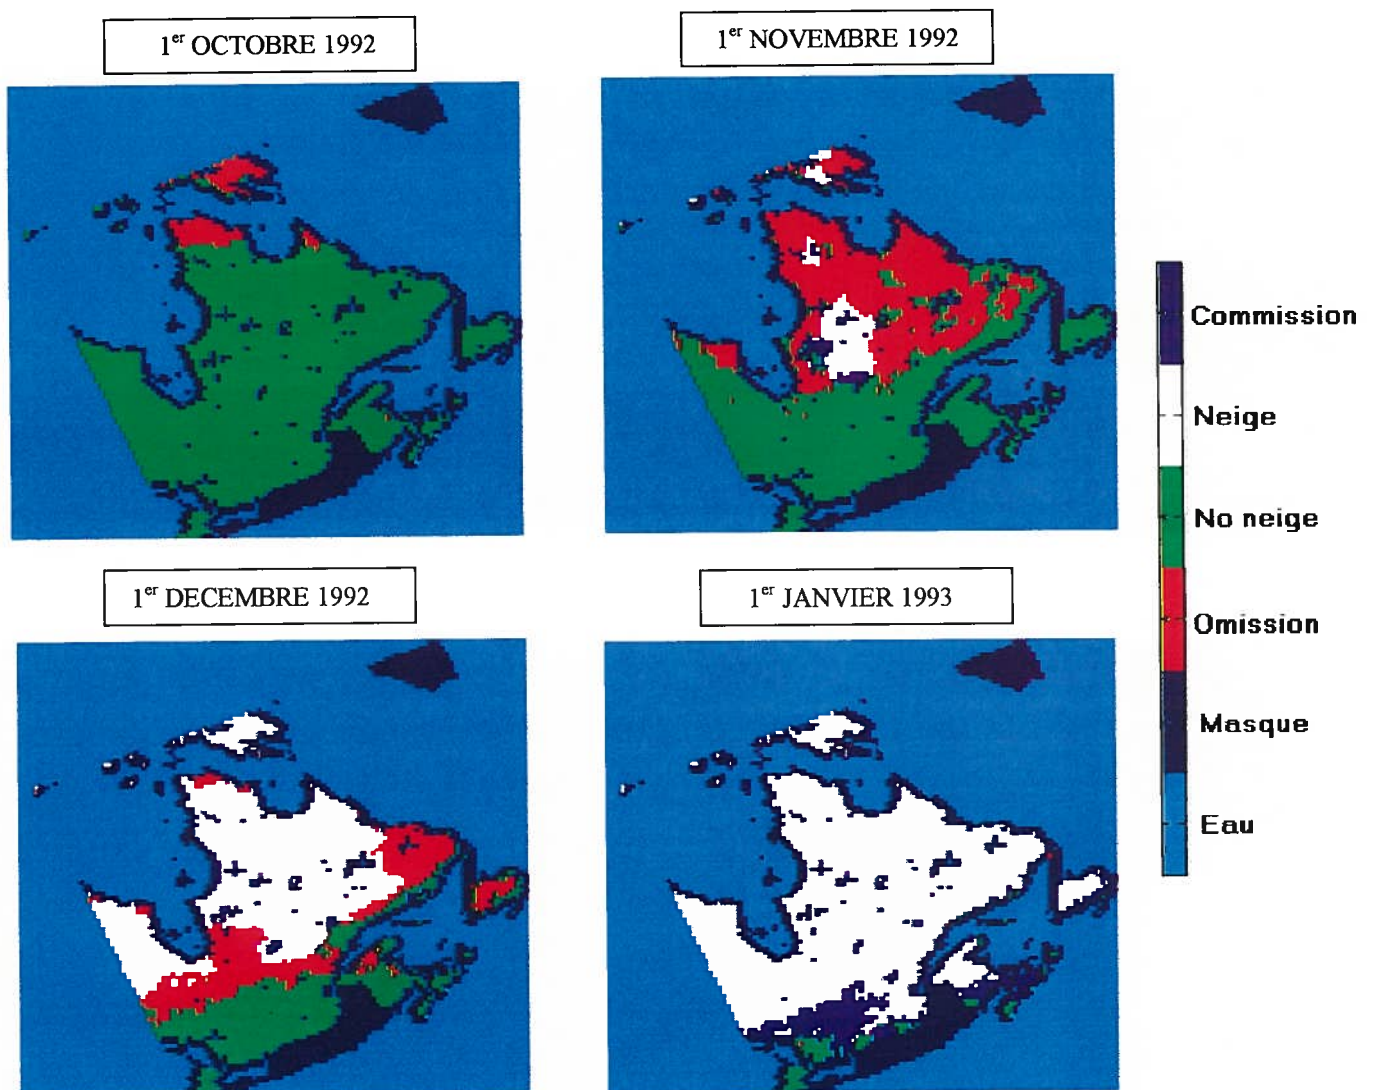 1er OCTOBRE 1992
1er NOVEMBRE 1992
Commission
Neige
No neige
Omission
Masque
Eau
1er DECEMBRE 1992
1er JANVIER 1993